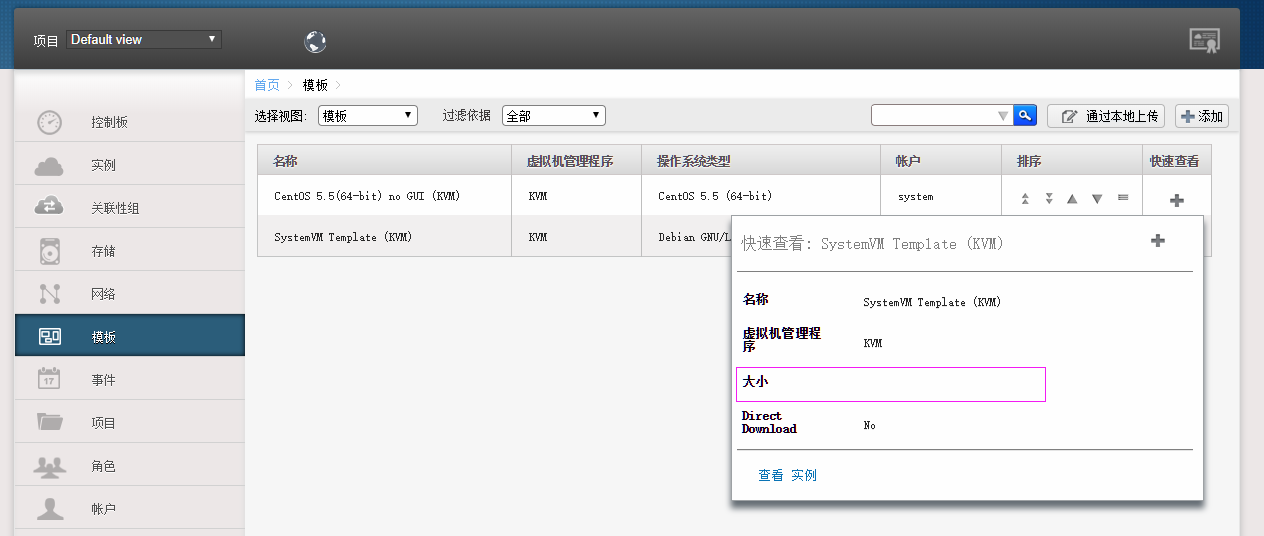 项目 Default view
首页 模板
选择视图: 模板 过滤依据 全部 通过本地上传 添加
控制板
实例
关联性组
存储
网络
模板
17
事件
项目
角色
帐户
名称 虚拟机管理程序 操作系统类型 帐户 排序 快速查看
CentOS 5.5(64-bit) no GUI (KVM) KVM CentOS 5.5 (64-bit) system
SystemVM Template (KVM) KVM Debian GNU/L
快速查看: SystemVM Template (KVM)
名称 SystemVM Template (KVM)
虚拟机管理程
序 KVM
大小
Direct
Download No
查看 实例